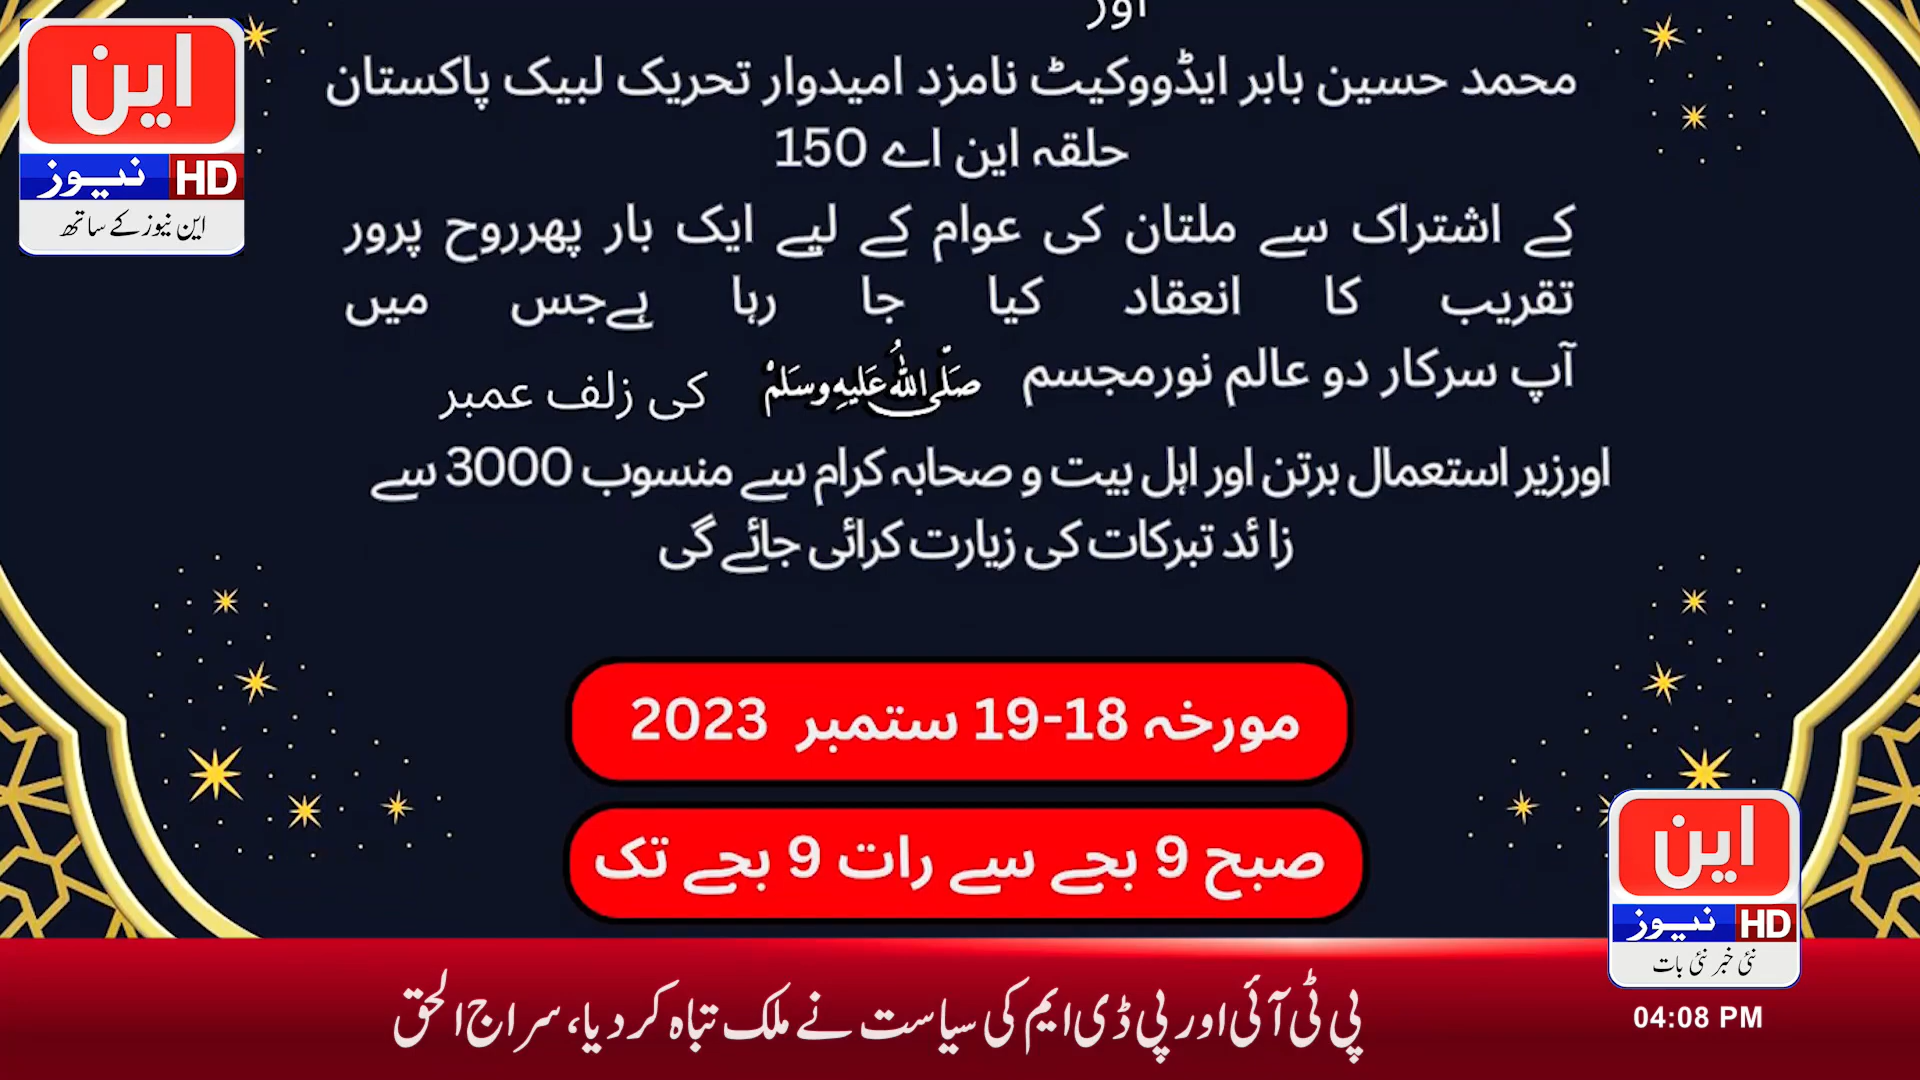 اور
محمد حسین بابر ایڈووکیٹ نامزد امیدوار تحریک لبیک پاکستان
حلقہ این اے 150
کے اشتراک سے ملتان کی عوام کے لیے ایک بار پھرروح پرور
تقریب کا انعقاد کیا جا رہا ہےجس میں
آپ سرکار دو عالم نورمجسم صَلّی اللہُ عَلَیہِ وسَلَّم کی زلف عمبر
اورزیر استعمال برتن اور اہل بیت و صحابہ کرام سے منسوب 3000 سے
زا ئد تبرکات کی زیارت کرائی جائے گی
مورخہ 18-19 ستمبر 2023
صبح 9 بجے سے رات 9 بجے تک
این
نیوز HD
این نیوز کے ساتھ
این
نیوز HD
نئی خبر نئی بات
پی ٹی آئی اور پی ڈی ایم کی سیاست نے ملک تباہ کر دیا، سراج الحق
04:08 PM